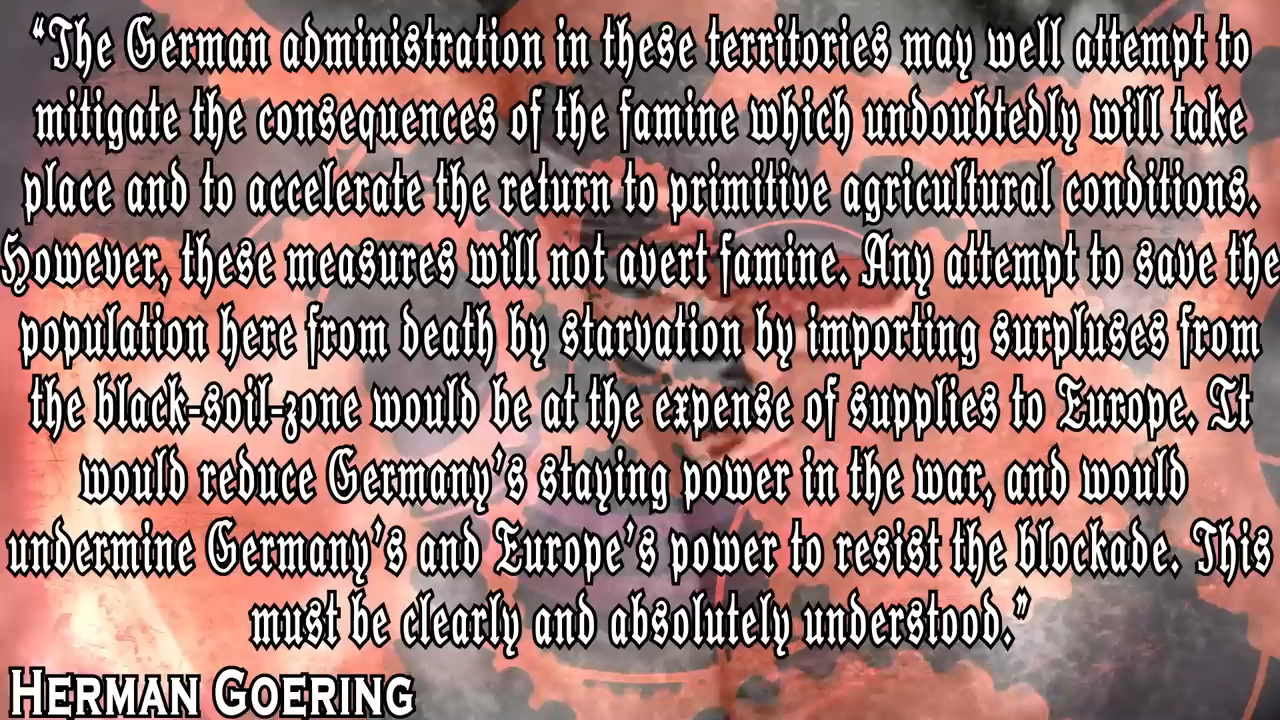 “The German administration in these territories may well attempt to
mitigate the consequences of the famine which undoubtedly will take
place and to accelerate the return to primitive agricultural conditions.
However, these measures will not avert famine. Any attempt to save the
population here from death by starvation by importing surpluses from
the black-soil-zone would be at the expense of supplies to Europe. It
would reduce Germany’s staying power in the war, and would
undermine Germany’s and Europe’s power to resist the blockade. This
must be clearly and absolutely understood.”
HERMAN GOERING